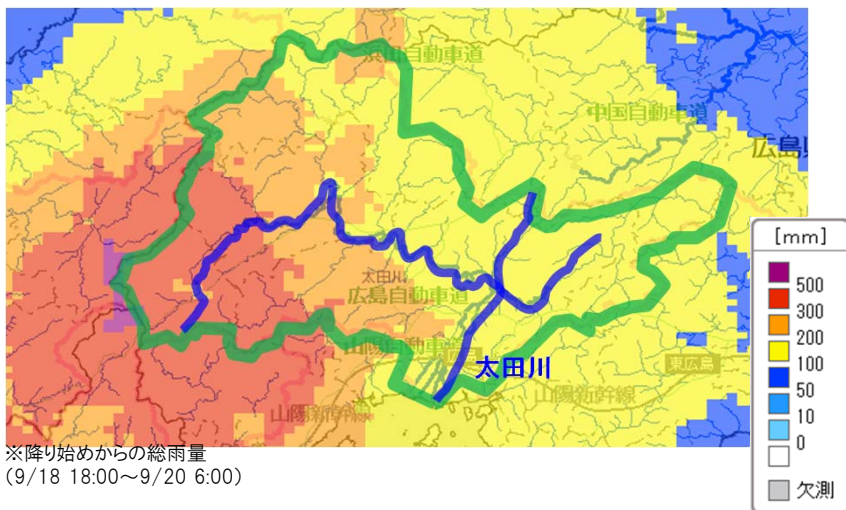 浜田自動車道
中国自動車道
広島県
[mm]
500
300
200
100
50
10
0
欠測
太田川
広島自動車道
山陽自動車道
太田川
東広島
山陽新幹線
山陽新幹線
※降り始めからの総雨量
(9/18 18:00～9/20 6:00)